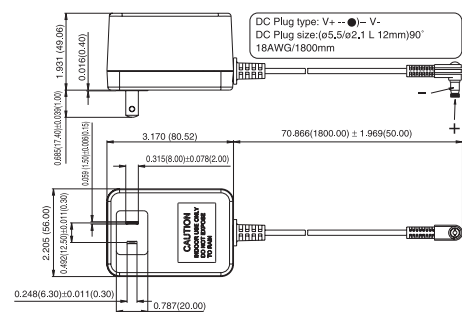 DC Plug type: V+ --●)– V-
DC Plug size:(ø5.5/ø2.1 L 12mm)90°
18AWG/1800mm
1.931 (49.06)
0.016(0.40)
0.685(17.40)±0.039(1.00)
-
+
3.170 (80.52)
70.866(1800.00) ± 1.969(50.00)
0.059 (1.50)±0.006(0.15)
0.315(8.00)±0.078(2.00)
2.205 (56.00)
0.492(12.50)±0.011(0.30)
CAUTION
INDOOR USE ONLY
DO NOT EXPOSE
TO RAIN
0.248(6.30)±0.011(0.30)
0.787(20.00)